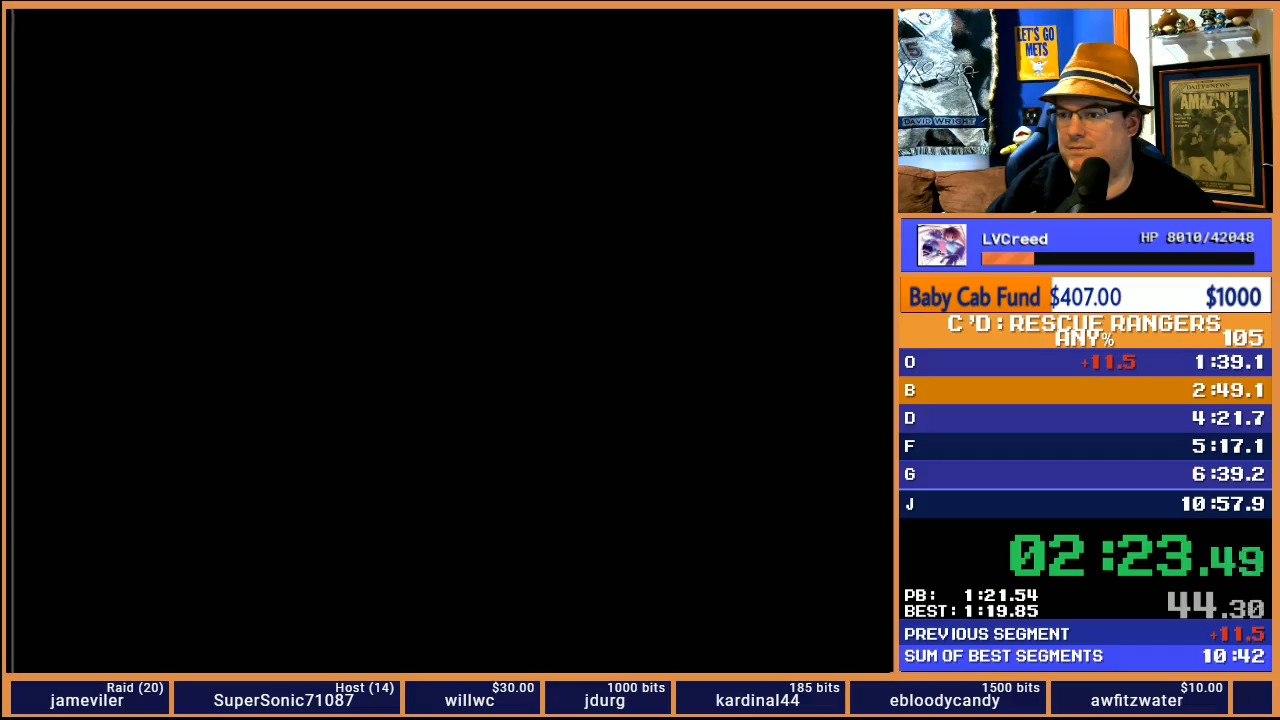 LET'S GO
METS
5
DAVID WRIGHT
DAILY NEWS
AMAZIN'!
LVCreed HP 8010/42048
Baby Cab Fund $407.00 $1000
C'D: RESCUE RANGERS
ANY% 105
O +11.5 1:39.1
B 2:49.1
D 4:21.7
F 5:17.1
G 6:39.2
J 10:57.9
02:23.49
PB: 1:21.54
BEST: 1:19.85
44.30
PREVIOUS SEGMENT +11.5
SUM OF BEST SEGMENTS 10:42
Raid (20)
jameviler
Host (14)
SuperSonic71087
$30.00
willwc
1000 bits
jdurg
185 bits
kardinal44
1500 bits
ebloodycandy
$10.00
awfitzwater